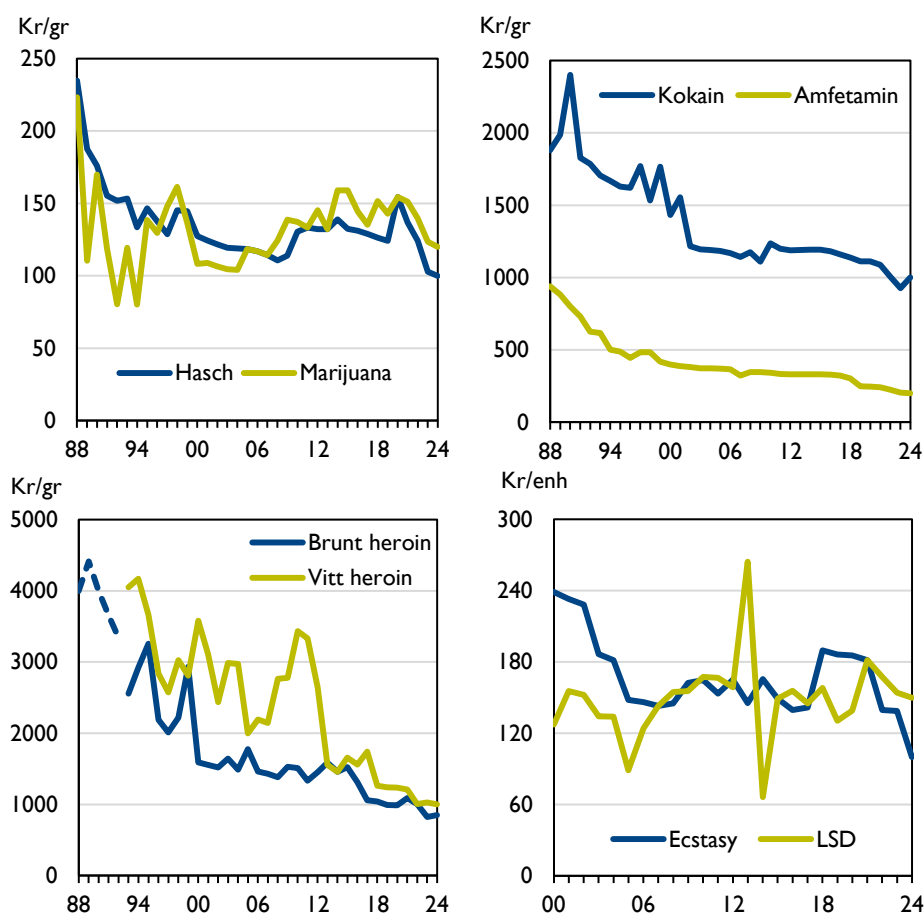 Kr/gr
250
200
150
100
50
0
Hasch Marijuana
88 94 00 06 12 18 24
Kr/gr
2500
2000
1500
1000
500
0
Kokain Amfetamin
88 94 00 06 12 18 24
Kr/gr
5000
4000
3000
2000
1000
0
Brunt heroin
Vitt heroin
88 94 00 06 12 18 24
Kr/enh
300
240
180
120
60
0
Ecstasy LSD
00 06 12 18 24